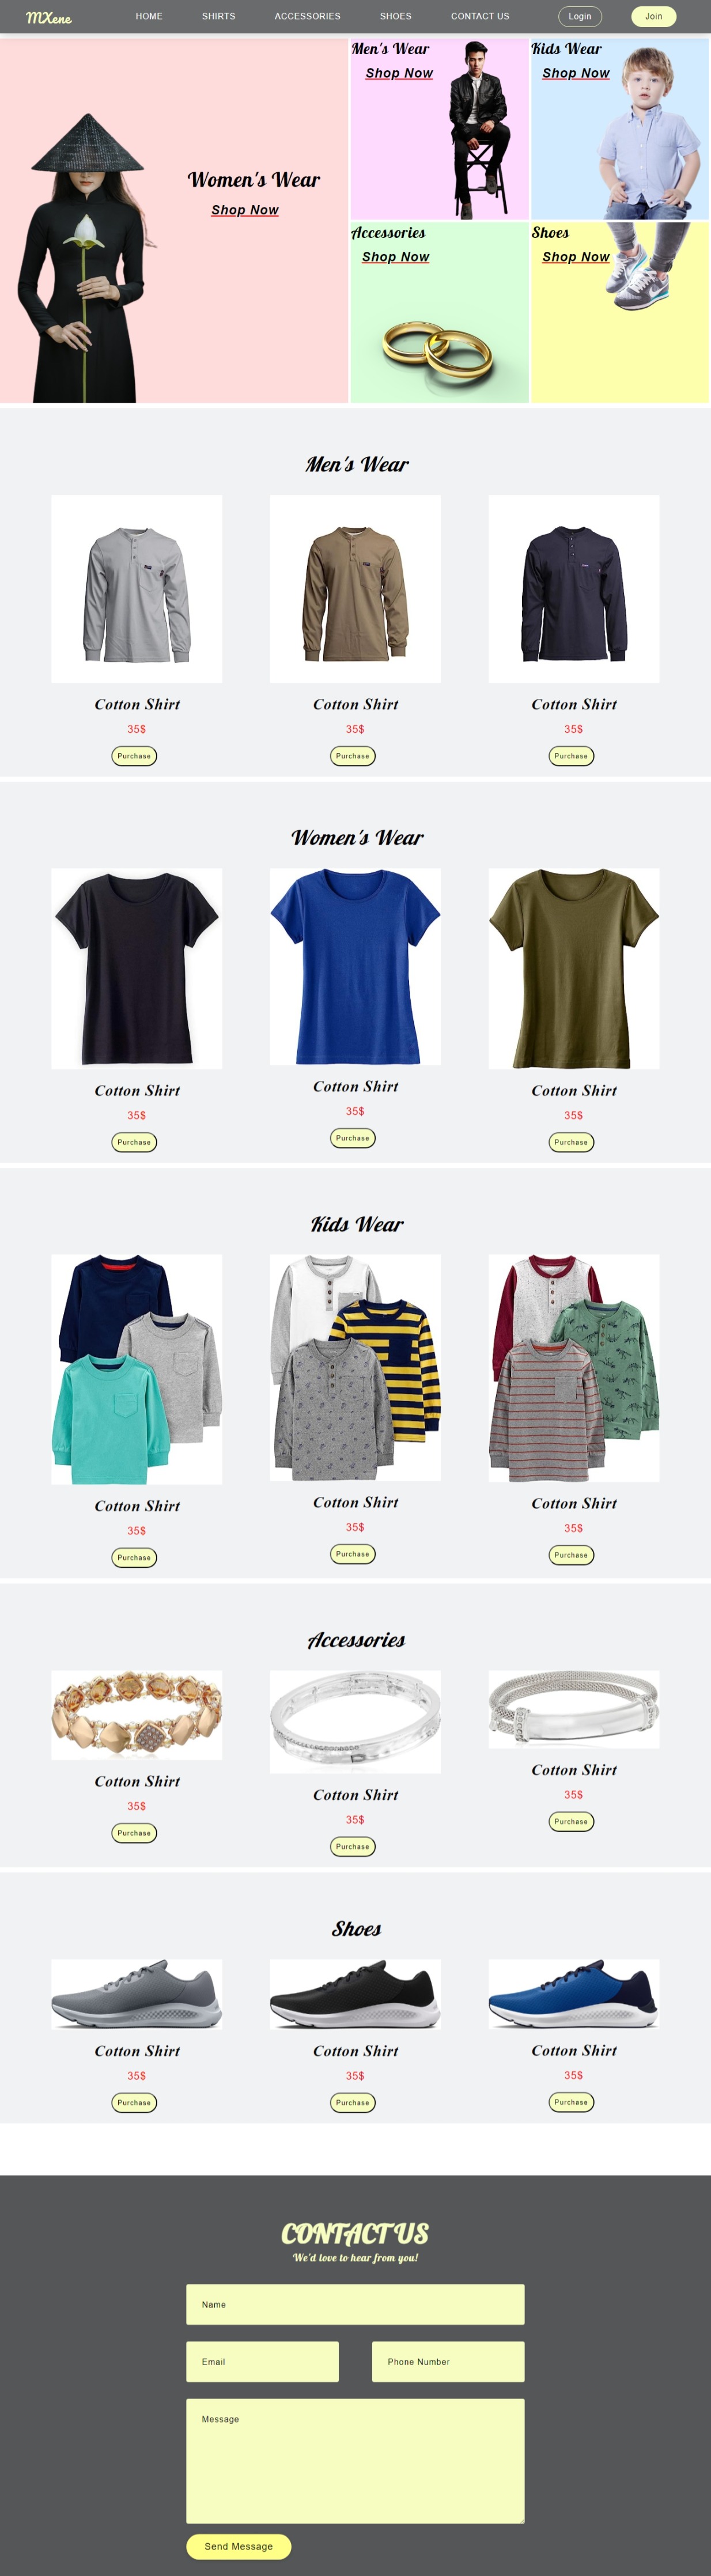 MXene HOME SHIRTS ACCESSORIES SHOES CONTACT US Login Join
Women's Wear
Shop Now
Men's Wear
Shop Now
Kids Wear
Shop Now
Accessories
Shop Now
Shoes
Shop Now
Men's Wear
Cotton Shirt Cotton Shirt Cotton Shirt
35$ 35$ 35$
Purchase Purchase Purchase
Women's Wear
Cotton Shirt Cotton Shirt Cotton Shirt
35$ 35$ 35$
Purchase Purchase Purchase
Kids Wear
Cotton Shirt Cotton Shirt Cotton Shirt
35$ 35$ 35$
Purchase Purchase Purchase
Accessories
Cotton Shirt Cotton Shirt Cotton Shirt
35$ 35$ 35$
Purchase Purchase Purchase
Shoes
Cotton Shirt Cotton Shirt Cotton Shirt
35$ 35$ 35$
Purchase Purchase Purchase
CONTACT US
We'd love to hear from you!
Name
Email Phone Number
Message
Send Message